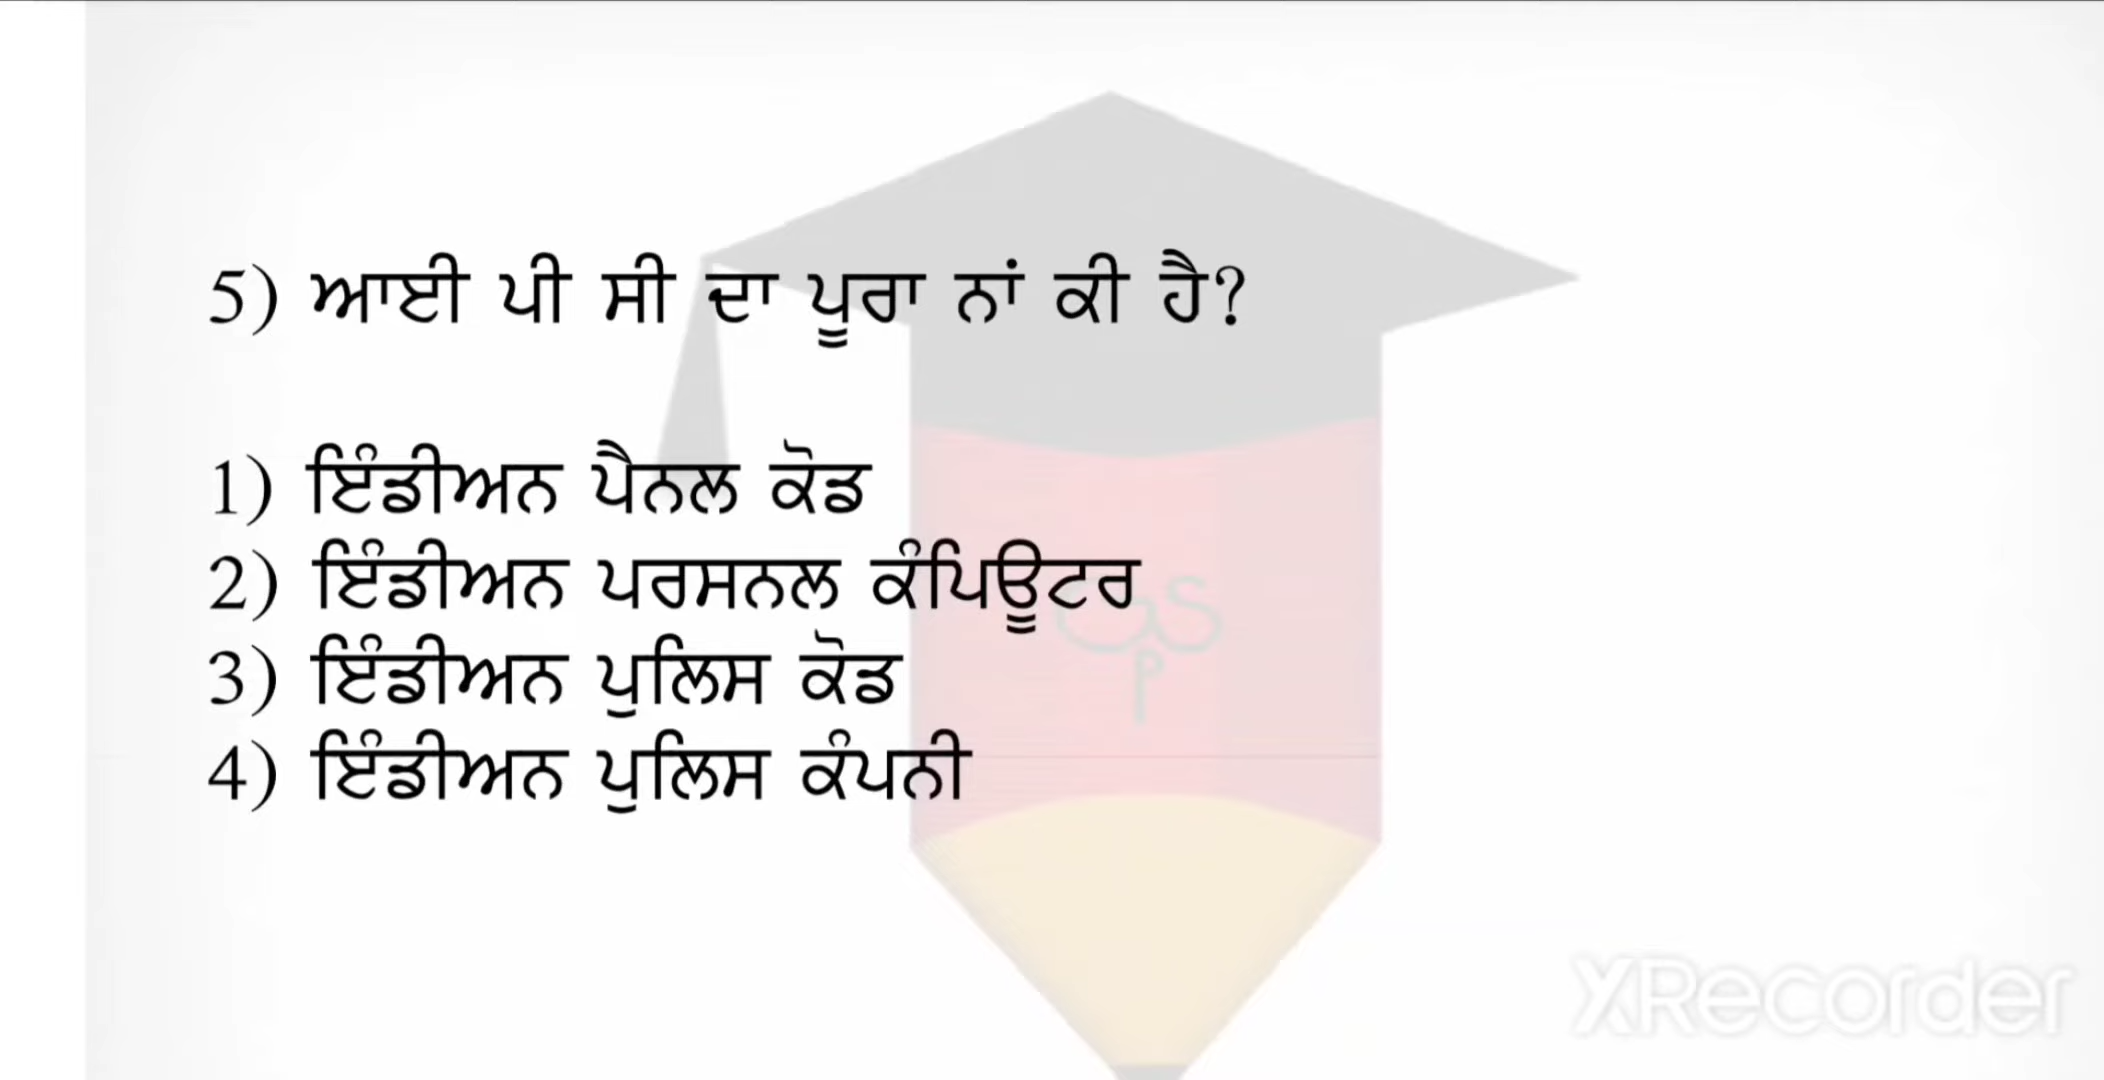 5) ਆਈ ਪੀ ਸੀ ਦਾ ਪੂਰਾ ਨਾਂ ਕੀ ਹੈ?
1) ਇੰਡੀਅਨ ਪੈਨਲ ਕੋਡ
2) ਇੰਡੀਅਨ ਪਰਸਨਲ ਕੰਪਿਊਟਰ
3) ਇੰਡੀਅਨ ਪੁਲਿਸ ਕੋਡ
4) ਇੰਡੀਅਨ ਪੁਲਿਸ ਕੰਪਨੀ
XRecorder